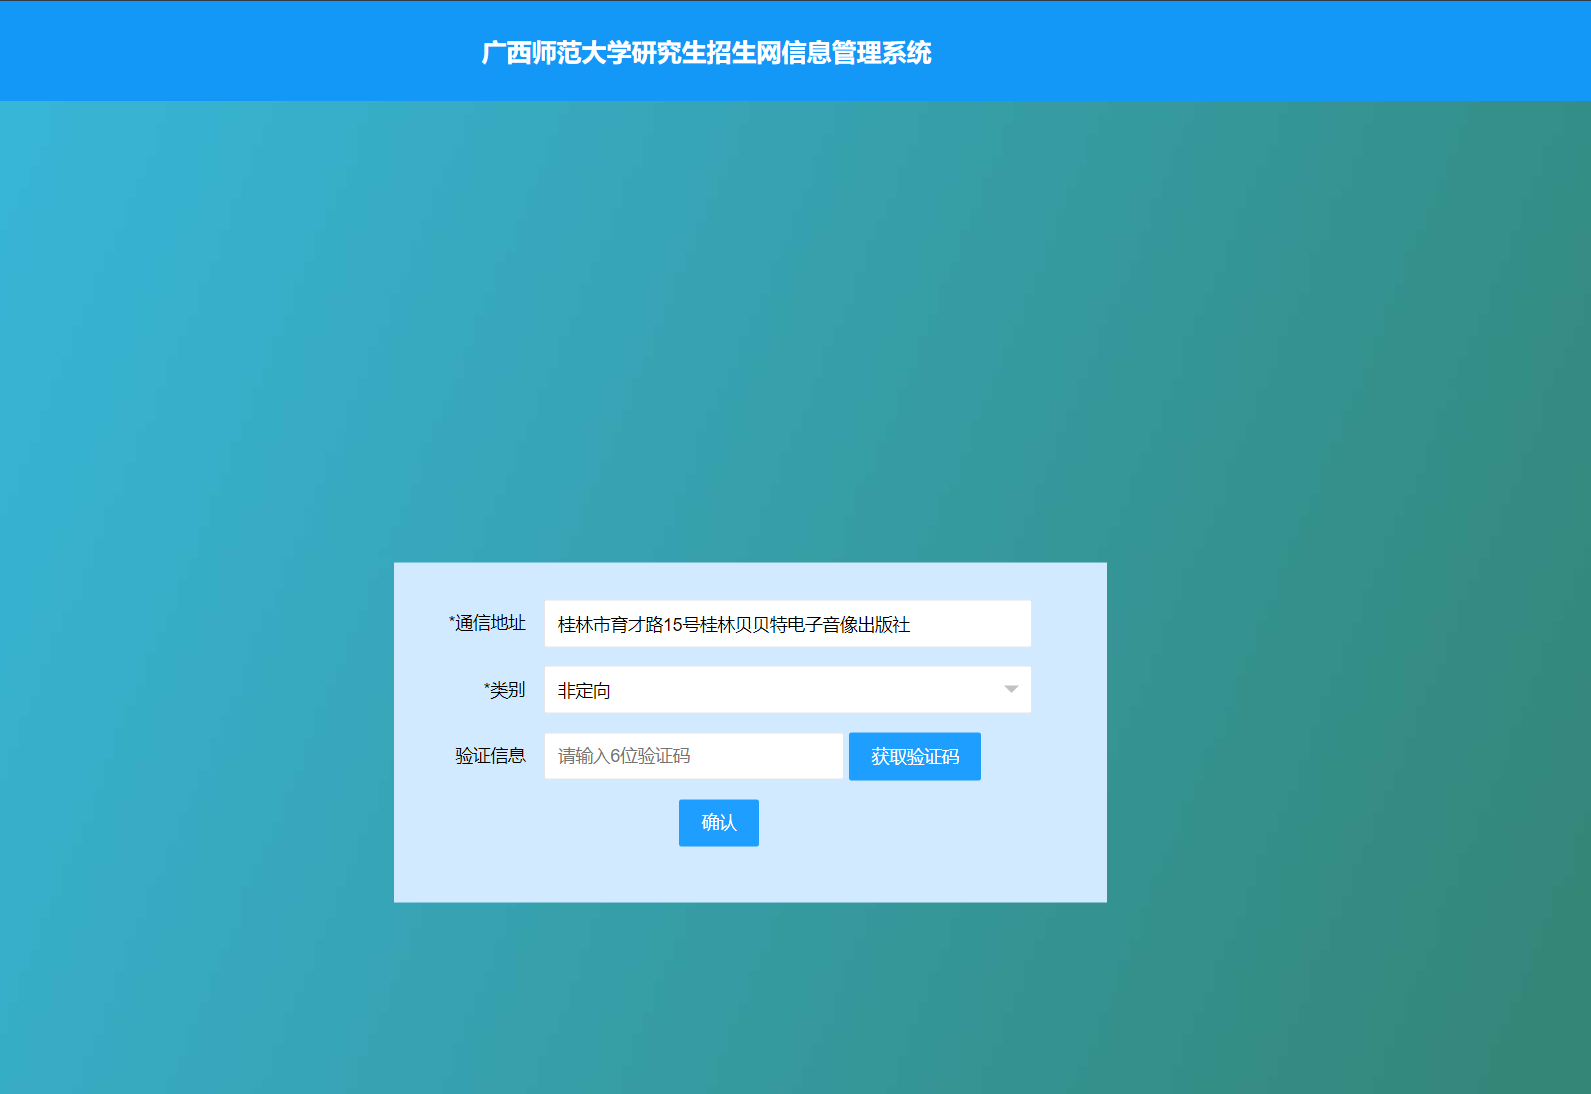 广西师范大学研究生招生网信息管理系统
*通信地址 桂林市育才路15号桂林贝贝特电子音像出版社
*类别 非定向
验证信息 请输入6位验证码 获取验证码
确认